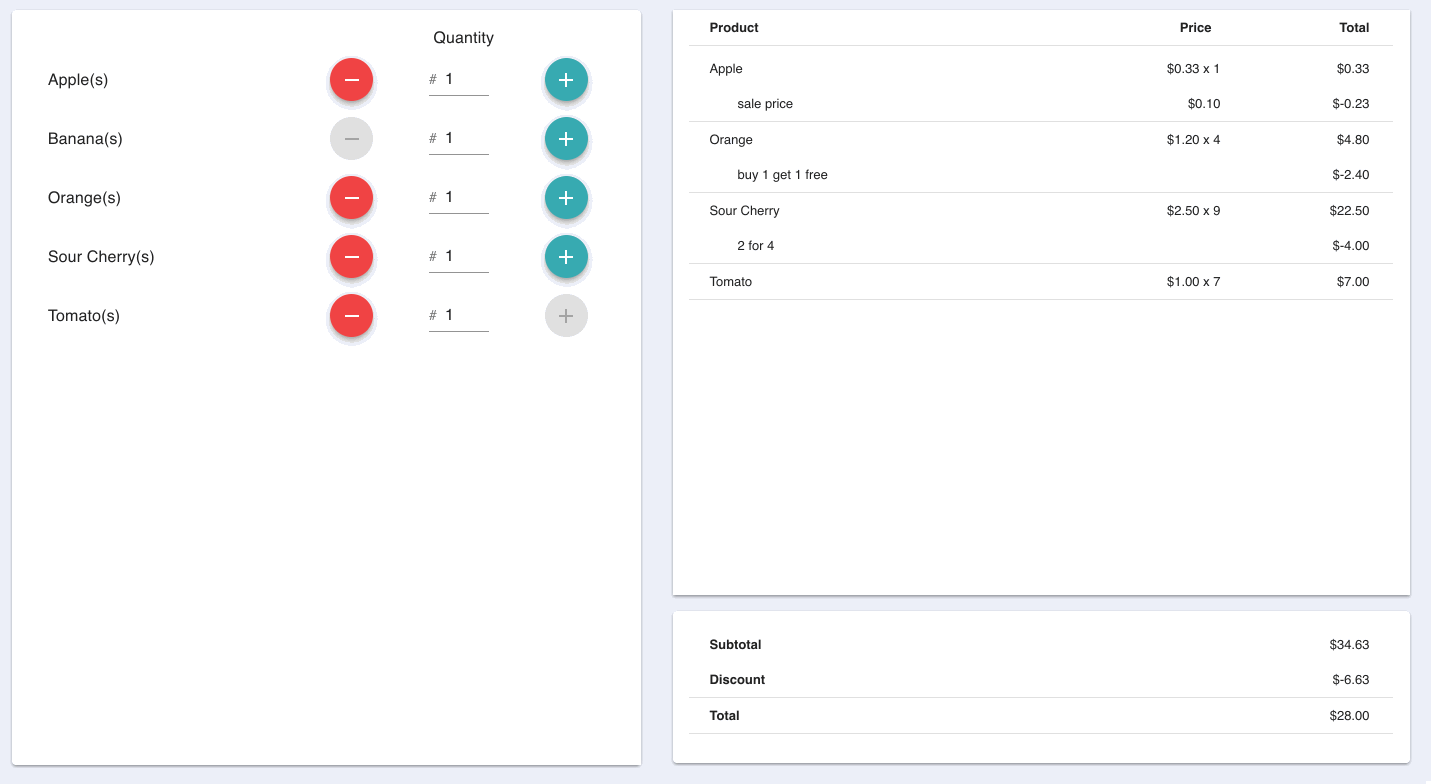 Quantity
Apple(s) − # 1 +
Banana(s) − # 1 +
Orange(s) − # 1 +
Sour Cherry(s) − # 1 +
Tomato(s) − # 1 +
Product Price Total
Apple $0.33 x 1 $0.33
sale price $0.10 $-0.23
Orange $1.20 x 4 $4.80
buy 1 get 1 free $-2.40
Sour Cherry $2.50 x 9 $22.50
2 for 4 $-4.00
Tomato $1.00 x 7 $7.00
Subtotal $34.63
Discount $-6.63
Total $28.00